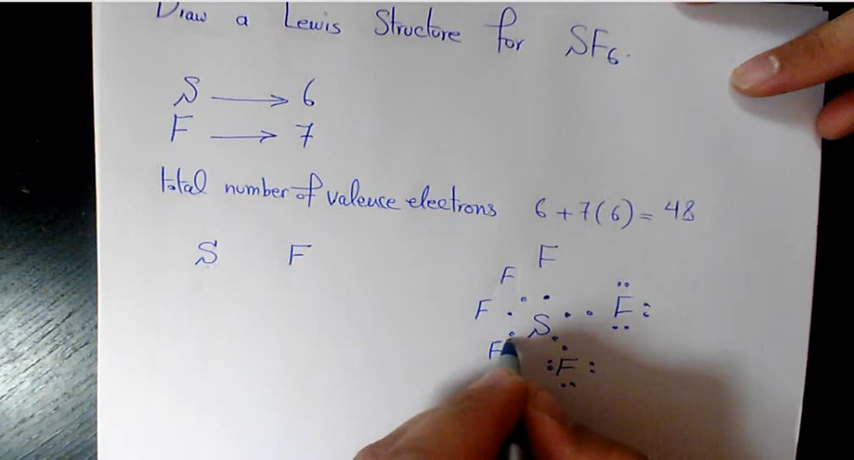 Draw a Lewis Structure for SF₆.
S ⟶ 6
F ⟶ 7
total number of valence electrons 6 + 7(6) = 48
S F
F
F
F S F
F F